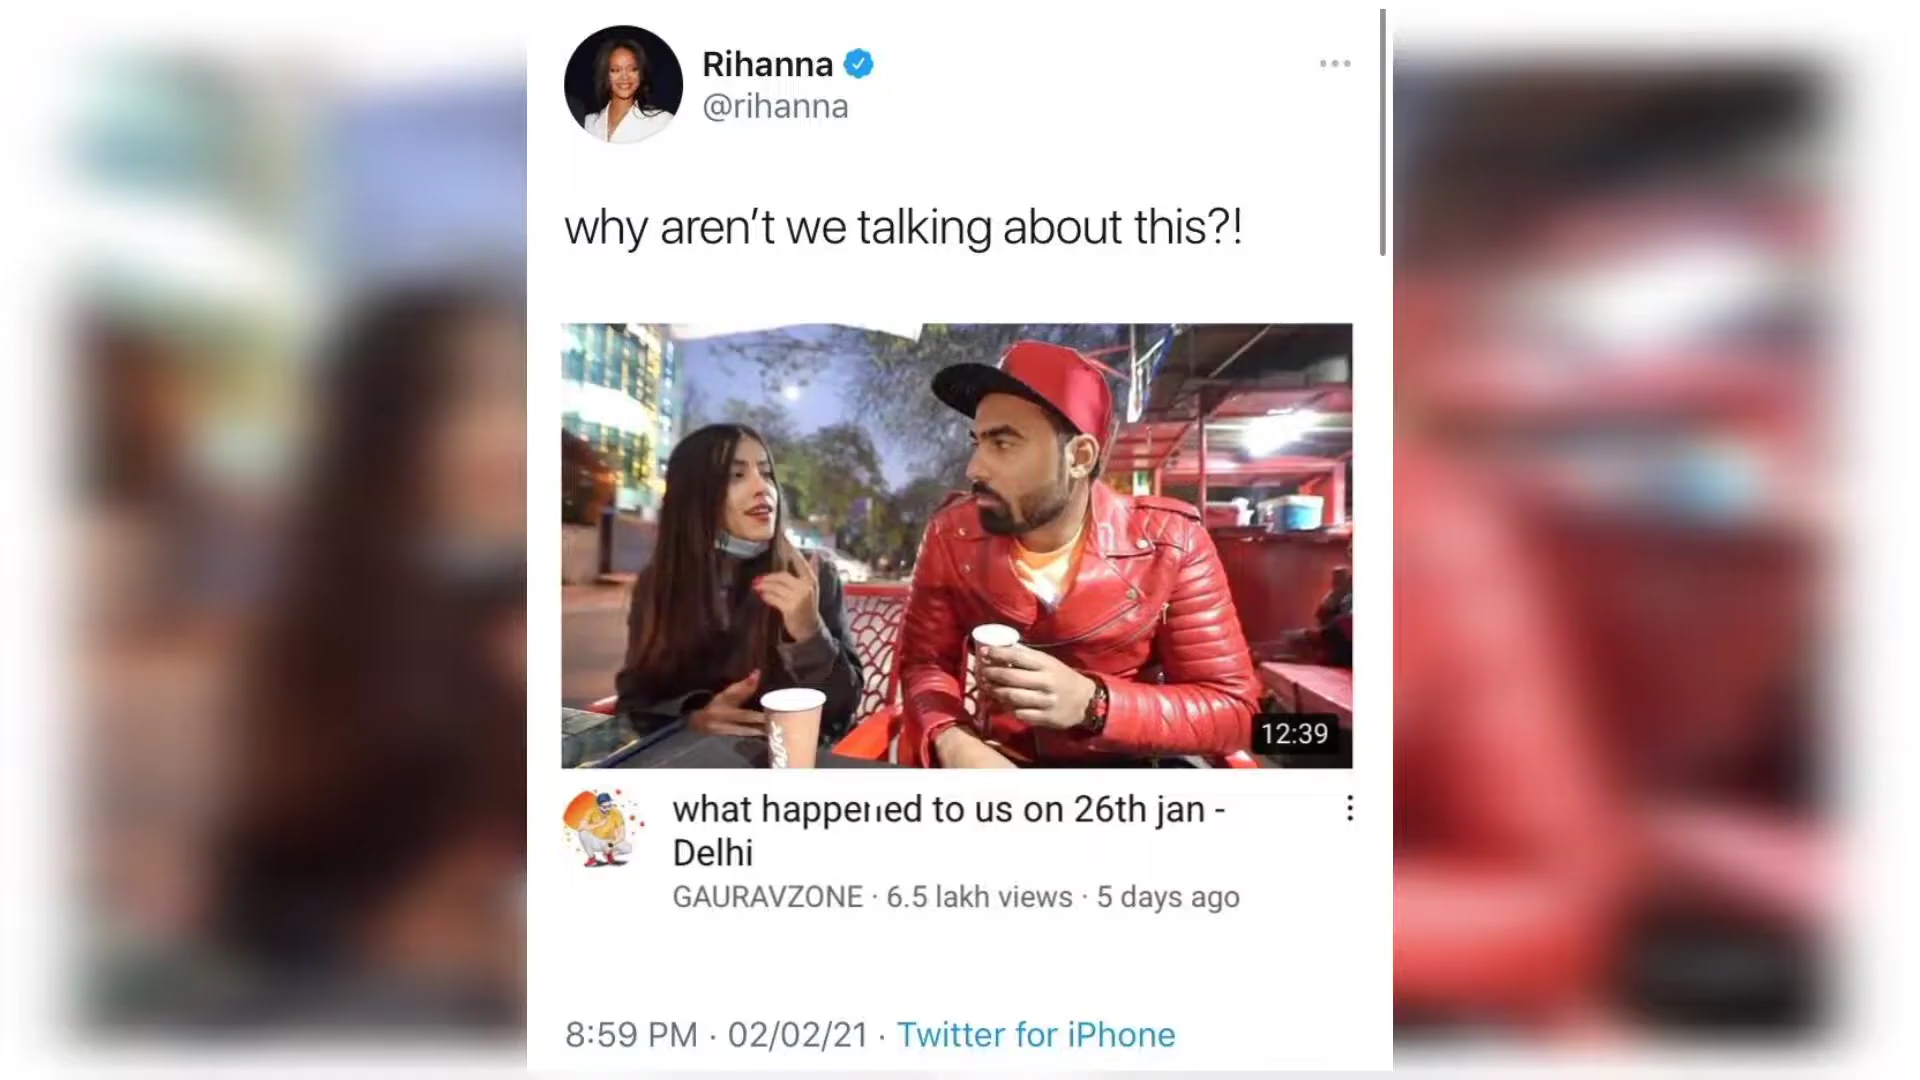 Rihanna
@rihanna
why aren't we talking about this?!
12:39
what happened to us on 26th jan -
Delhi
GAURAVZONE · 6.5 lakh views · 5 days ago
8:59 PM · 02/02/21 · Twitter for iPhone